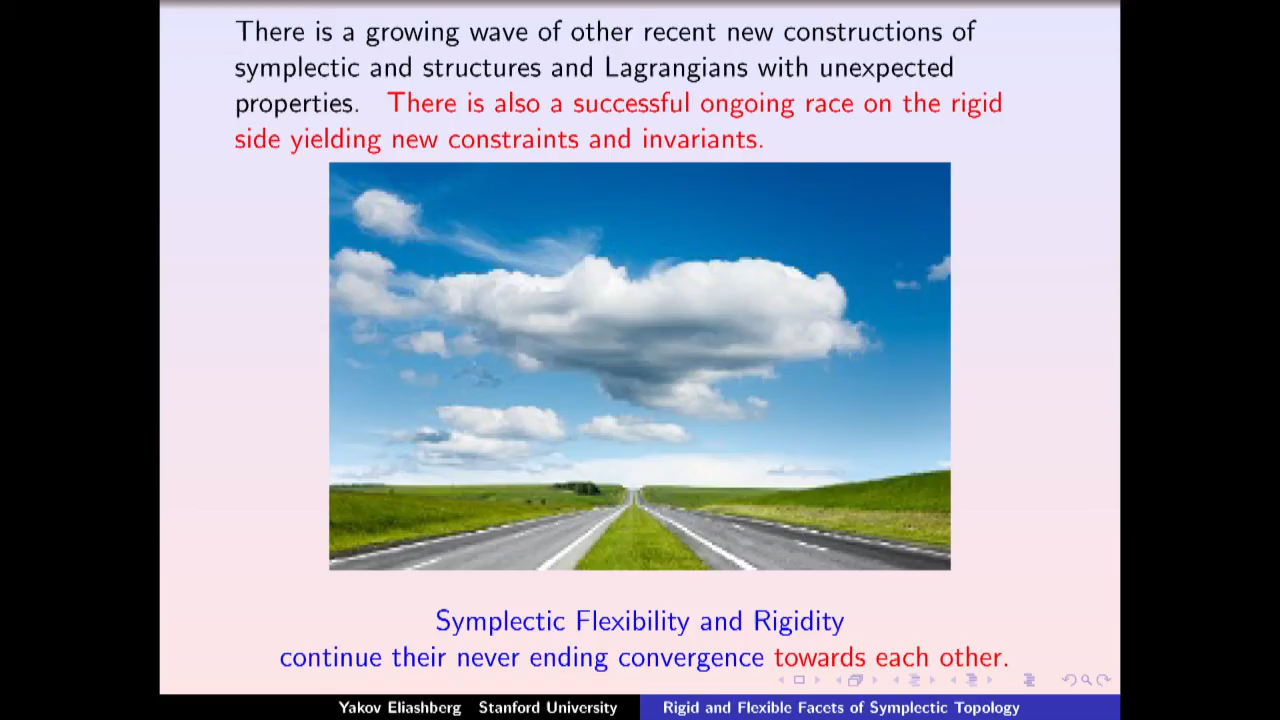 There is a growing wave of other recent new constructions of
symplectic and structures and Lagrangians with unexpected
properties. There is also a successful ongoing race on the rigid
side yielding new constraints and invariants.
Symplectic Flexibility and Rigidity
continue their never ending convergence towards each other.
Yakov Eliashberg Stanford University Rigid and Flexible Facets of Symplectic Topology